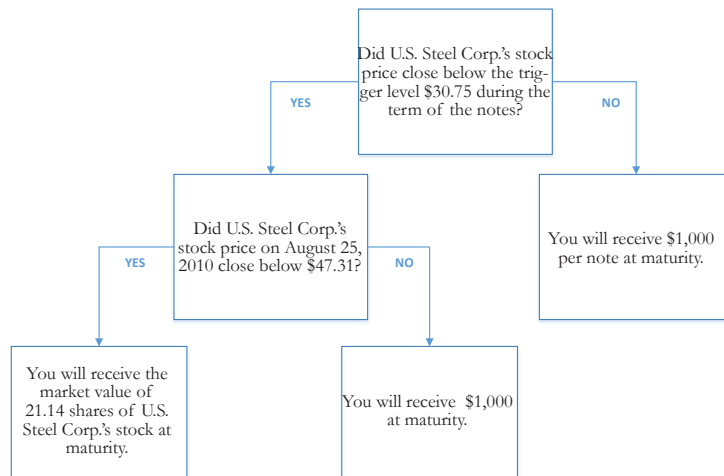 Did U.S. Steel Corp.'s stock
price close below the trig-
ger level $30.75 during the
term of the notes?
YES
NO
Did U.S. Steel Corp.'s
stock price on August 25,
2010 close below $47.31?
You will receive $1,000
per note at maturity.
YES
NO
You will receive the
market value of
21.14 shares of U.S.
Steel Corp.'s stock at
maturity.
You will receive $1,000
at maturity.